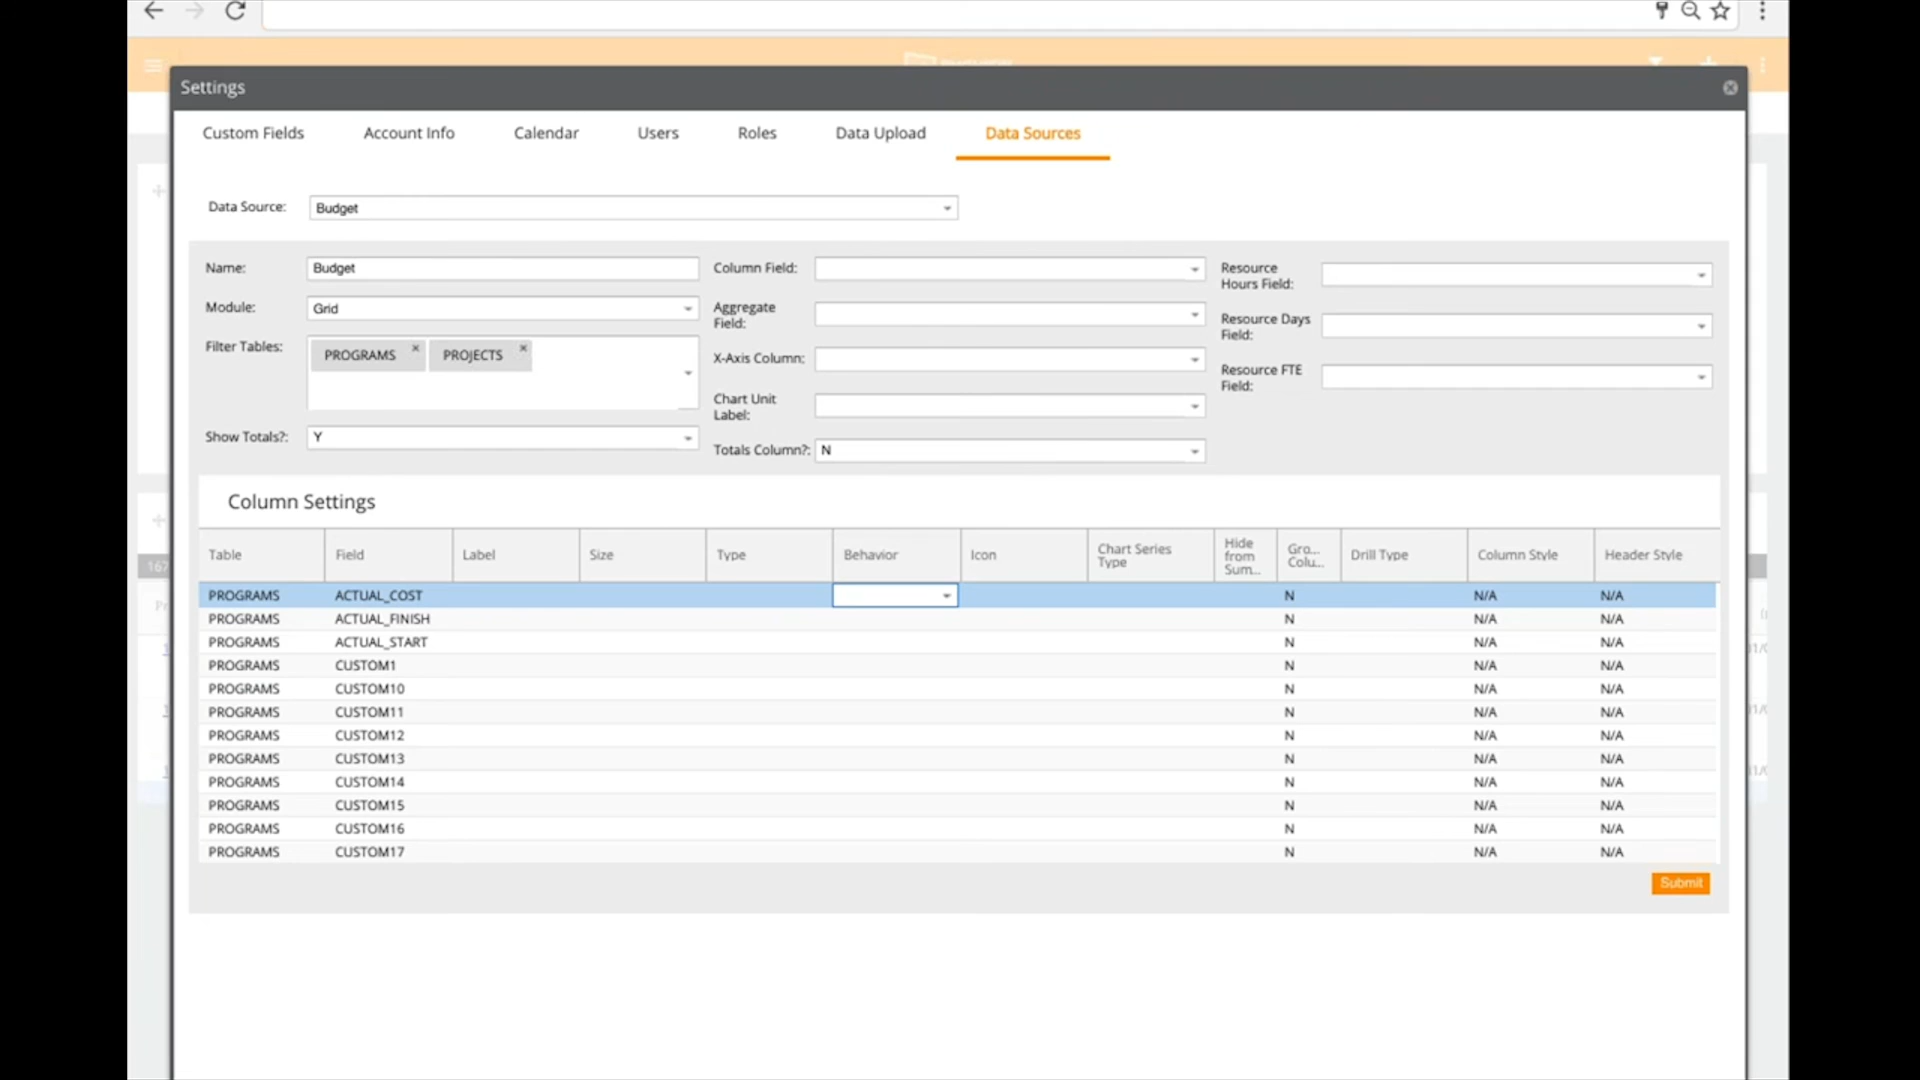 Settings
Custom Fields Account Info Calendar Users Roles Data Upload Data Sources
Data Source: Budget
Name: Budget
Module: Grid
Filter Tables: PROGRAMS × PROJECTS ×
Show Totals?: Y
Column Field:
Aggregate
Field:
X-Axis Column:
Chart Unit
Label:
Totals Column?: N
Resource
Hours Field:
Resource Days
Field:
Resource FTE
Field:
Column Settings
Table Field Label Size Type Behavior Icon Chart Series Type Hide from Sum... Gro... Colu... Drill Type Column Style Header Style
PROGRAMS ACTUAL_COST N N/A N/A
PROGRAMS ACTUAL_FINISH N N/A N/A
PROGRAMS ACTUAL_START N N/A N/A
PROGRAMS CUSTOM1 N N/A N/A
PROGRAMS CUSTOM10 N N/A N/A
PROGRAMS CUSTOM11 N N/A N/A
PROGRAMS CUSTOM12 N N/A N/A
PROGRAMS CUSTOM13 N N/A N/A
PROGRAMS CUSTOM14 N N/A N/A
PROGRAMS CUSTOM15 N N/A N/A
PROGRAMS CUSTOM16 N N/A N/A
PROGRAMS CUSTOM17 N N/A N/A
Submit